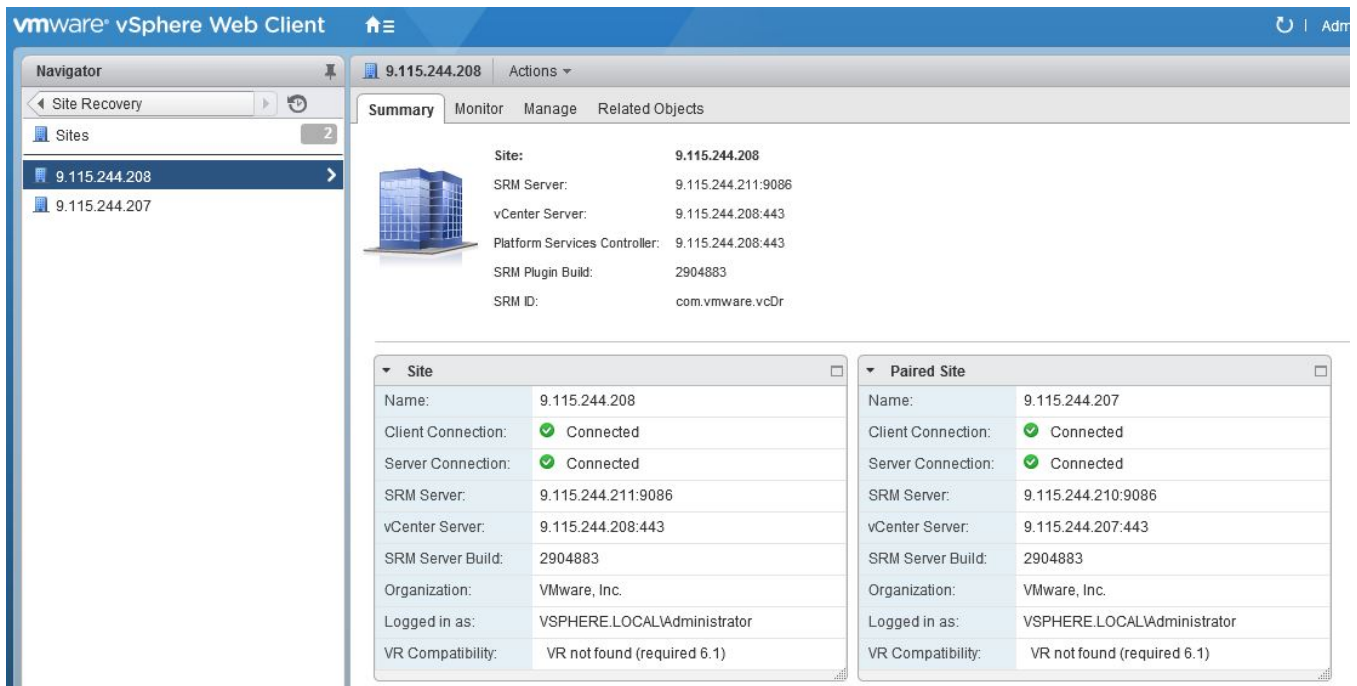 vmware® vSphere Web Client
Adm
Navigator
Site Recovery
Sites 2
9.115.244.208
9.115.244.207
9.115.244.208 Actions
Summary Monitor Manage Related Objects
Site: 9.115.244.208
SRM Server: 9.115.244.211:9086
vCenter Server: 9.115.244.208:443
Platform Services Controller: 9.115.244.208:443
SRM Plugin Build: 2904883
SRM ID: com.vmware.vcDr
Site
Name: 9.115.244.208
Client Connection: Connected
Server Connection: Connected
SRM Server: 9.115.244.211:9086
vCenter Server: 9.115.244.208:443
SRM Server Build: 2904883
Organization: VMware, Inc.
Logged in as: VSPHERE.LOCAL\Administrator
VR Compatibility: VR not found (required 6.1)
Paired Site
Name: 9.115.244.207
Client Connection: Connected
Server Connection: Connected
SRM Server: 9.115.244.210:9086
vCenter Server: 9.115.244.207:443
SRM Server Build: 2904883
Organization: VMware, Inc.
Logged in as: VSPHERE.LOCAL\Administrator
VR Compatibility: VR not found (required 6.1)